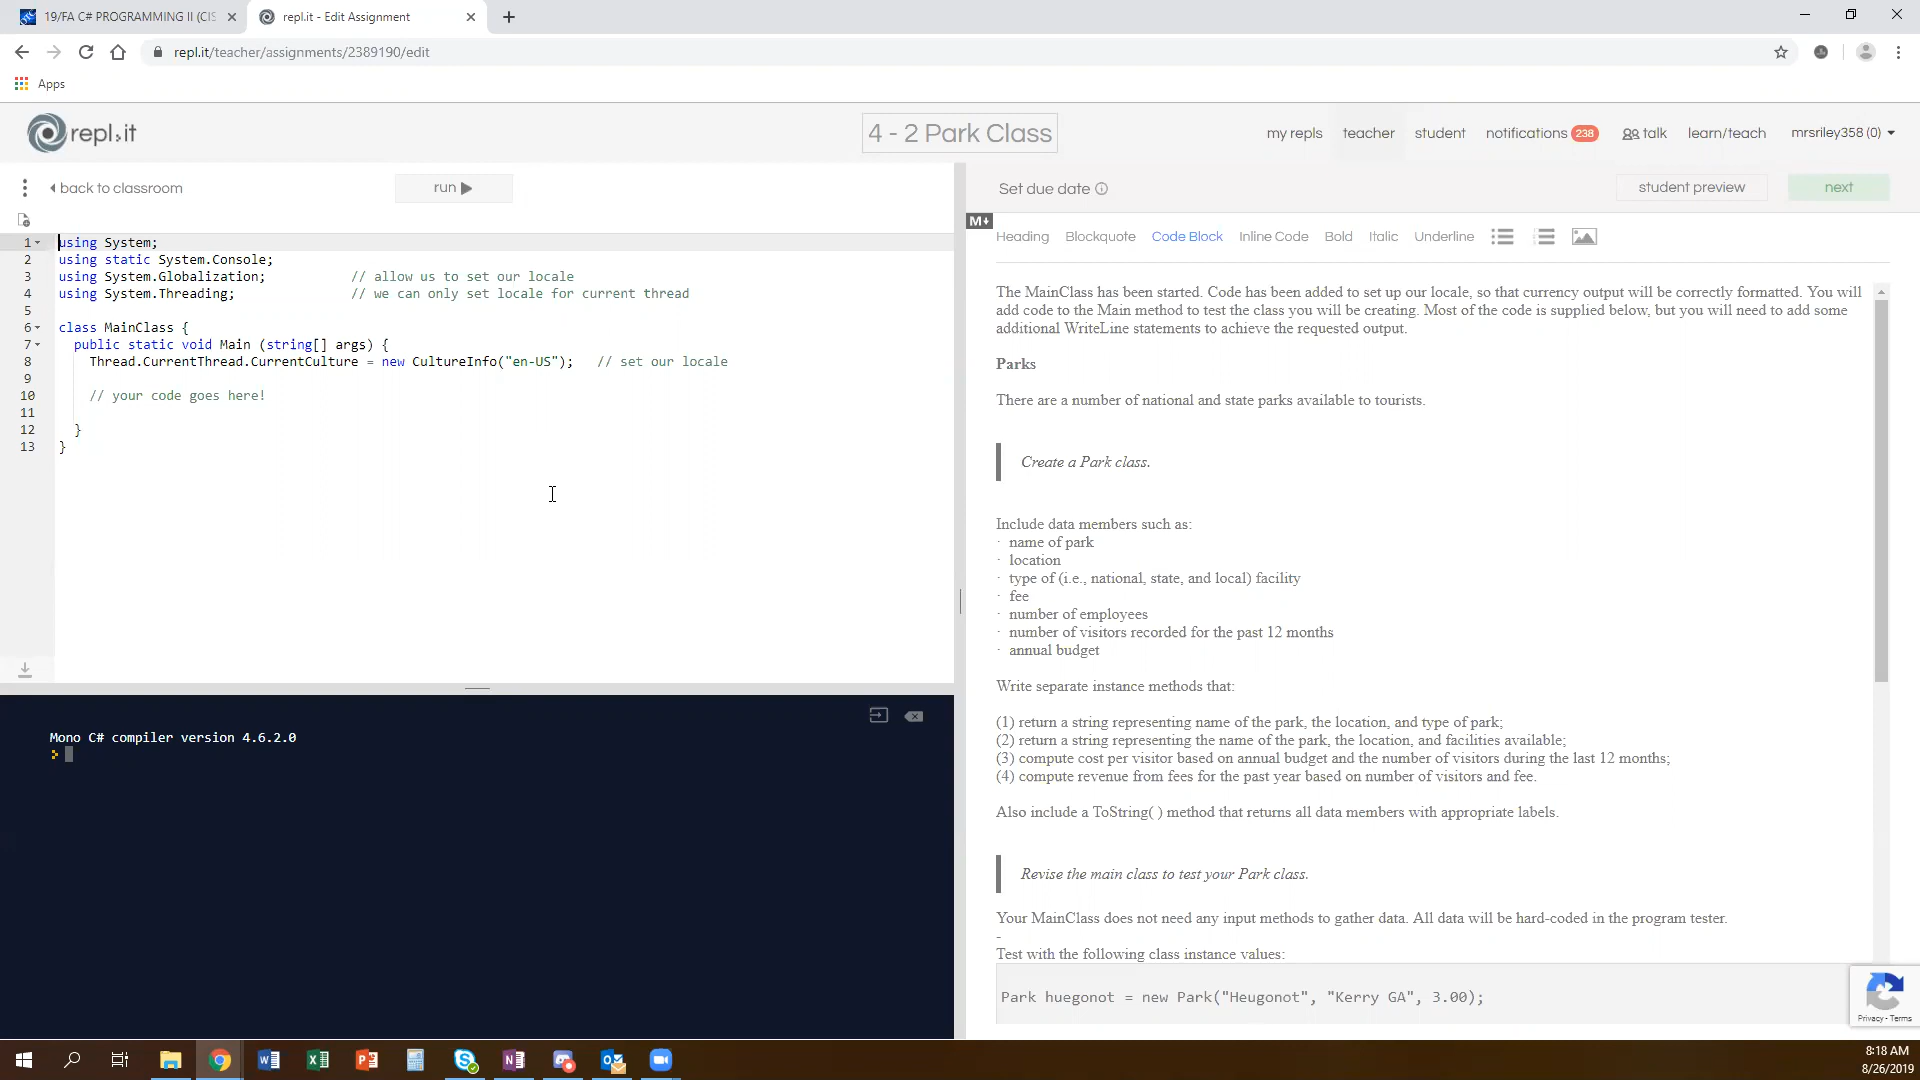 19/FA C# PROGRAMMING II (CIS
repl.it - Edit Assignment
repl.it/teacher/assignments/2389190/edit
Apps
repl.it
4 - 2 Park Class
my repls
teacher
student
notifications 238
talk
learn/teach
mrsriley358 (0)
back to classroom
run
Set due date
student preview
next
M
Heading
Blockquote
Code Block
Inline Code
Bold
Italic
Underline
1 using System;
2 using static System.Console;
3 using System.Globalization; // allow us to set our locale
4 using System.Threading; // we can only set locale for current thread
5
6 class MainClass {
7 public static void Main (string[] args) {
8 Thread.CurrentThread.CurrentCulture = new CultureInfo("en-US"); // set our locale
9
10 // your code goes here!
11
12 }
13 }
Mono C# compiler version 4.6.2.0
The MainClass has been started. Code has been added to set up our locale, so that currency output will be correctly formatted. You will
add code to the Main method to test the class you will be creating. Most of the code is supplied below, but you will need to add some
additional WriteLine statements to achieve the requested output.
Parks
There are a number of national and state parks available to tourists.
Create a Park class.
Include data members such as:
· name of park
· location
· type of (i.e., national, state, and local) facility
· fee
· number of employees
· number of visitors recorded for the past 12 months
· annual budget
Write separate instance methods that:
(1) return a string representing name of the park, the location, and type of park;
(2) return a string representing the name of the park, the location, and facilities available;
(3) compute cost per visitor based on annual budget and the number of visitors during the last 12 months;
(4) compute revenue from fees for the past year based on number of visitors and fee.
Also include a ToString( ) method that returns all data members with appropriate labels.
Revise the main class to test your Park class.
Your MainClass does not need any input methods to gather data. All data will be hard-coded in the program tester.
-
Test with the following class instance values:
Park huegonot = new Park("Heugonot", "Kerry GA", 3.00);
Privacy - Terms
8:18 AM
8/26/2019